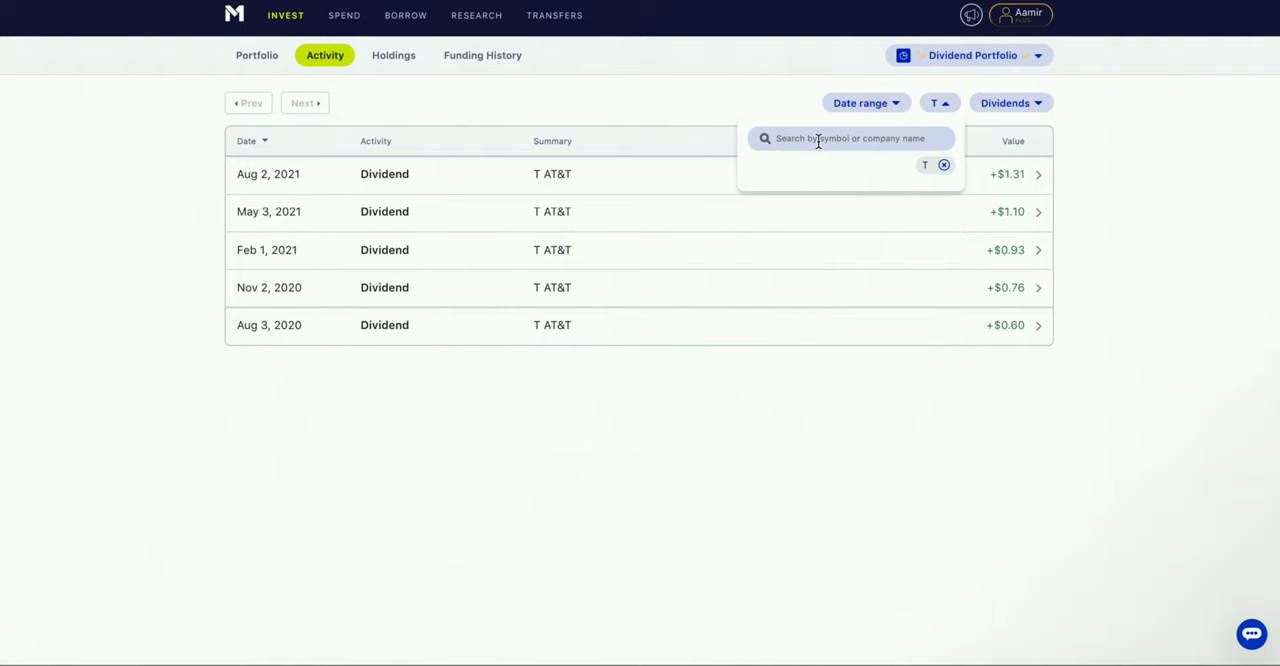 INVEST SPEND BORROW RESEARCH TRANSFERS Aamir
PLUS
Portfolio Activity Holdings Funding History Dividend Portfolio
Prev Next Date range T Dividends
Date Activity Summary Value
Search by symbol or company name
T
Aug 2, 2021 Dividend T AT&T +$1.31
May 3, 2021 Dividend T AT&T +$1.10
Feb 1, 2021 Dividend T AT&T +$0.93
Nov 2, 2020 Dividend T AT&T +$0.76
Aug 3, 2020 Dividend T AT&T +$0.60